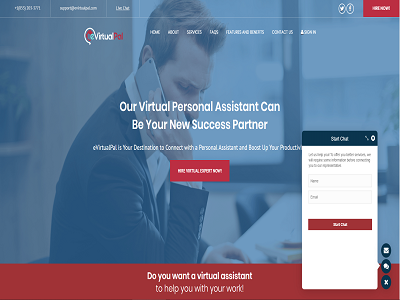 +1(855) 811-5771 support@evirtualpal.com Live Chat HIRE NOW!
eVirtualPal
HOME ABOUT SERVICES FAQS FEATURES AND BENEFITS CONTACT US SIGN IN
Our Virtual Personal Assistant Can
Be Your New Success Partner
eVirtualPal is Your Destination to Connect with a Personal Assistant and Boost Up Your Productiv
HIRE VIRTUAL EXPERT NOW!
Start Chat
Let us help you! To offer you better services, we
will require some information before connecting
you to our representative
Name
Email
Start Chat
Do you want a virtual assistant
to help you with your work!